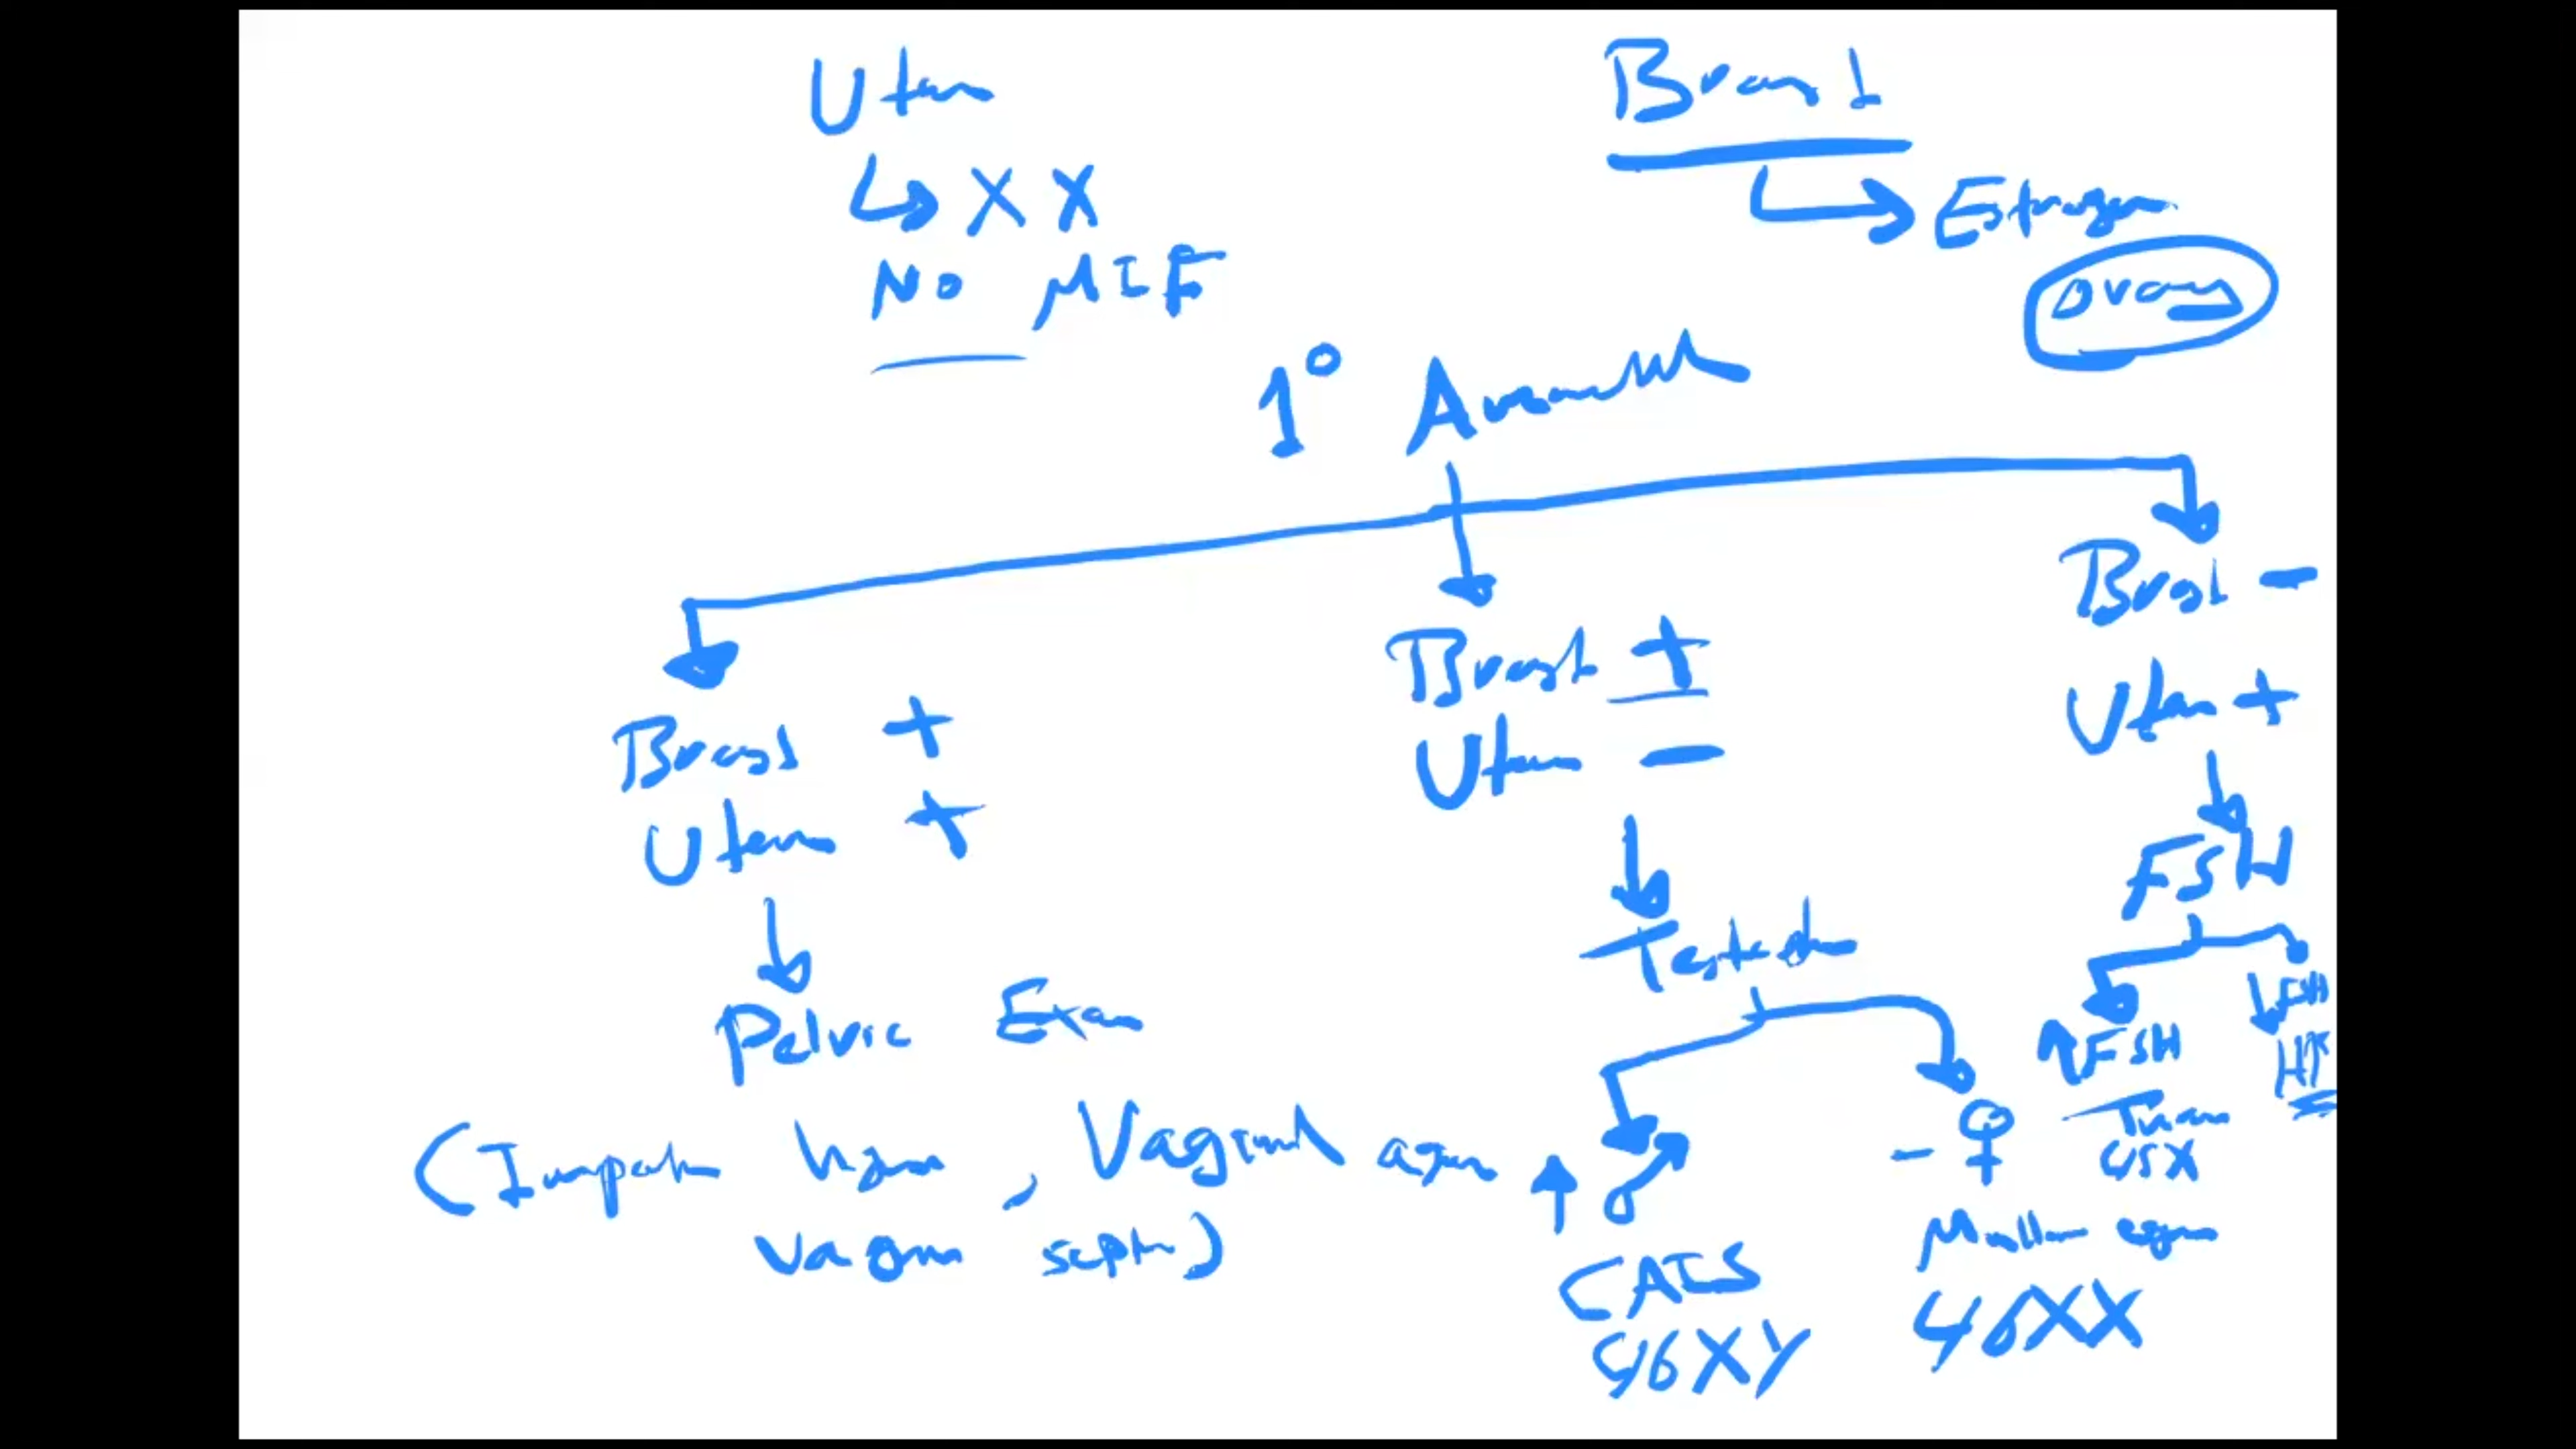 Uterus
Breast
↳ XX
↳ Estrogen
No MIF
ovary
1° Amenorrhea
Breast -
Uterus +
Breast +
Uterus -
Breast +
Uterus +
FSH
Testosterone
↓ FSH
↑ FSH
Pelvic Exam
HP
Turner
45X
(Imperforate hymen, Vaginal agenesis
vaginal septum)
↑ ♂
- ♀
CAIS
46XY
Mullerian agenesis
46XX